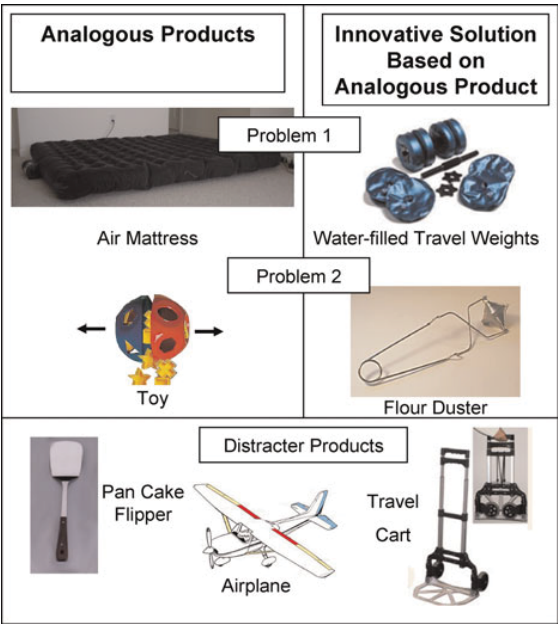 Analogous Products
Innovative Solution
Based on
Analogous Product
Problem 1
Air Mattress
Water-filled Travel Weights
Problem 2
Toy
Flour Duster
Distracter Products
Pan Cake
Flipper
Airplane
Travel
Cart